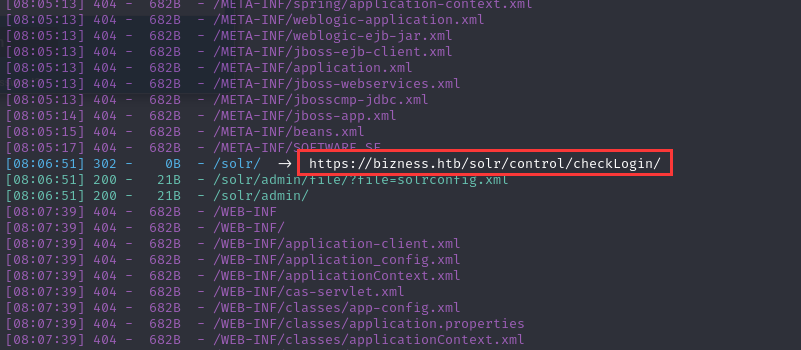 [08:05:13] 404 -  682B  - /META-INF/spring/application-context.xml
[08:05:13] 404 -  682B  - /META-INF/weblogic-application.xml
[08:05:13] 404 -  682B  - /META-INF/weblogic-ejb-jar.xml
[08:05:13] 404 -  682B  - /META-INF/jboss-ejb-client.xml
[08:05:13] 404 -  682B  - /META-INF/application.xml
[08:05:13] 404 -  682B  - /META-INF/jboss-webservices.xml
[08:05:13] 404 -  682B  - /META-INF/jbosscmp-jdbc.xml
[08:05:14] 404 -  682B  - /META-INF/jboss-app.xml
[08:05:15] 404 -  682B  - /META-INF/beans.xml
[08:05:17] 404 -  682B  - /META-INF/SOFTWARE.SF
[08:06:51] 302 -    0B  - /solr/  ->  https://bizness.htb/solr/control/checkLogin/
[08:06:51] 200 -   21B  - /solr/admin/file/?file=solrconfig.xml
[08:06:51] 200 -   21B  - /solr/admin/
[08:07:39] 404 -  682B  - /WEB-INF
[08:07:39] 404 -  682B  - /WEB-INF/
[08:07:39] 404 -  682B  - /WEB-INF/application-client.xml
[08:07:39] 404 -  682B  - /WEB-INF/application_config.xml
[08:07:39] 404 -  682B  - /WEB-INF/applicationContext.xml
[08:07:39] 404 -  682B  - /WEB-INF/cas-servlet.xml
[08:07:39] 404 -  682B  - /WEB-INF/classes/app-config.xml
[08:07:39] 404 -  682B  - /WEB-INF/classes/application.properties
[08:07:39] 404 -  682B  - /WEB-INF/classes/applicationContext.xml